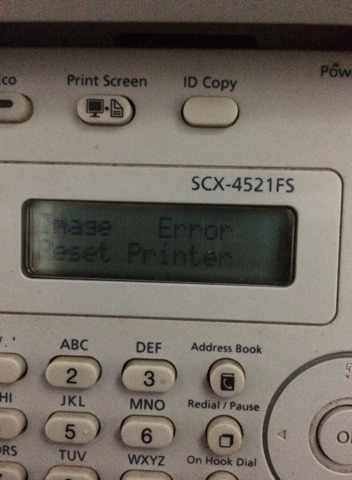 Eco
Print Screen
ID Copy
SCX-4521FS
Image Error
Reset Printer
ABC
DEF
Address Book
2
3
JKL
MNO
Redial / Pause
5
6
TUV
WXYZ
On Hook Dial